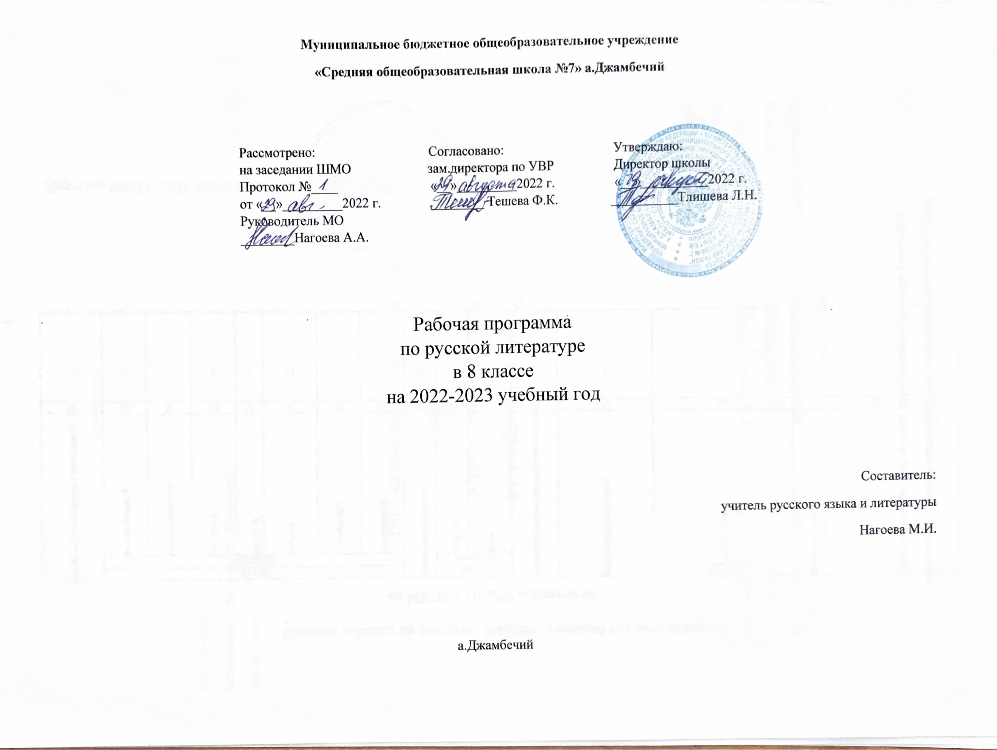 Муниципальное бюджетное общеобразовательное учреждение
«Средняя общеобразовательная школа №7» а.Джамбечий
Рассмотрено:
на заседании ШМО
Протокол № 1
от «29» авг. 2022 г.
Руководитель МО
Нагоева А.А.
Согласовано:
зам.директора по УВР
«29» августа 2022 г.
Тешева Ф.К.
Утверждаю:
Директор школы
« » августа 2022 г.
Тлишева Л.Н.
Рабочая программа
по русской литературе
в 8 классе
на 2022-2023 учебный год
Составитель:
учитель русского языка и литературы
Нагоева М.И.
а.Джамбечий